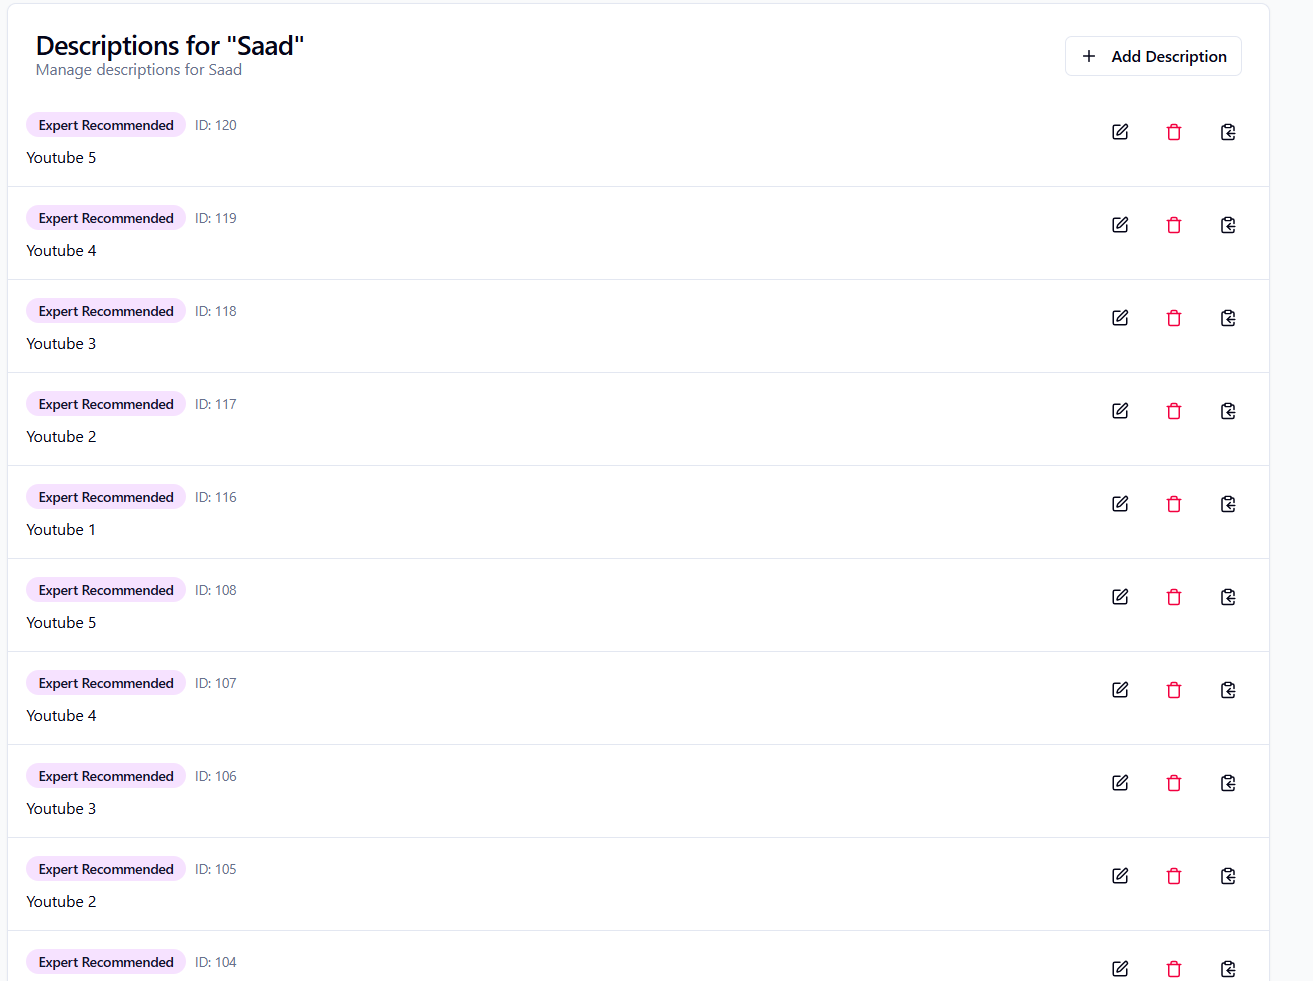 Descriptions for "Saad"
Manage descriptions for Saad
Add Description
Expert Recommended ID: 120
Youtube 5
Expert Recommended ID: 119
Youtube 4
Expert Recommended ID: 118
Youtube 3
Expert Recommended ID: 117
Youtube 2
Expert Recommended ID: 116
Youtube 1
Expert Recommended ID: 108
Youtube 5
Expert Recommended ID: 107
Youtube 4
Expert Recommended ID: 106
Youtube 3
Expert Recommended ID: 105
Youtube 2
Expert Recommended ID: 104